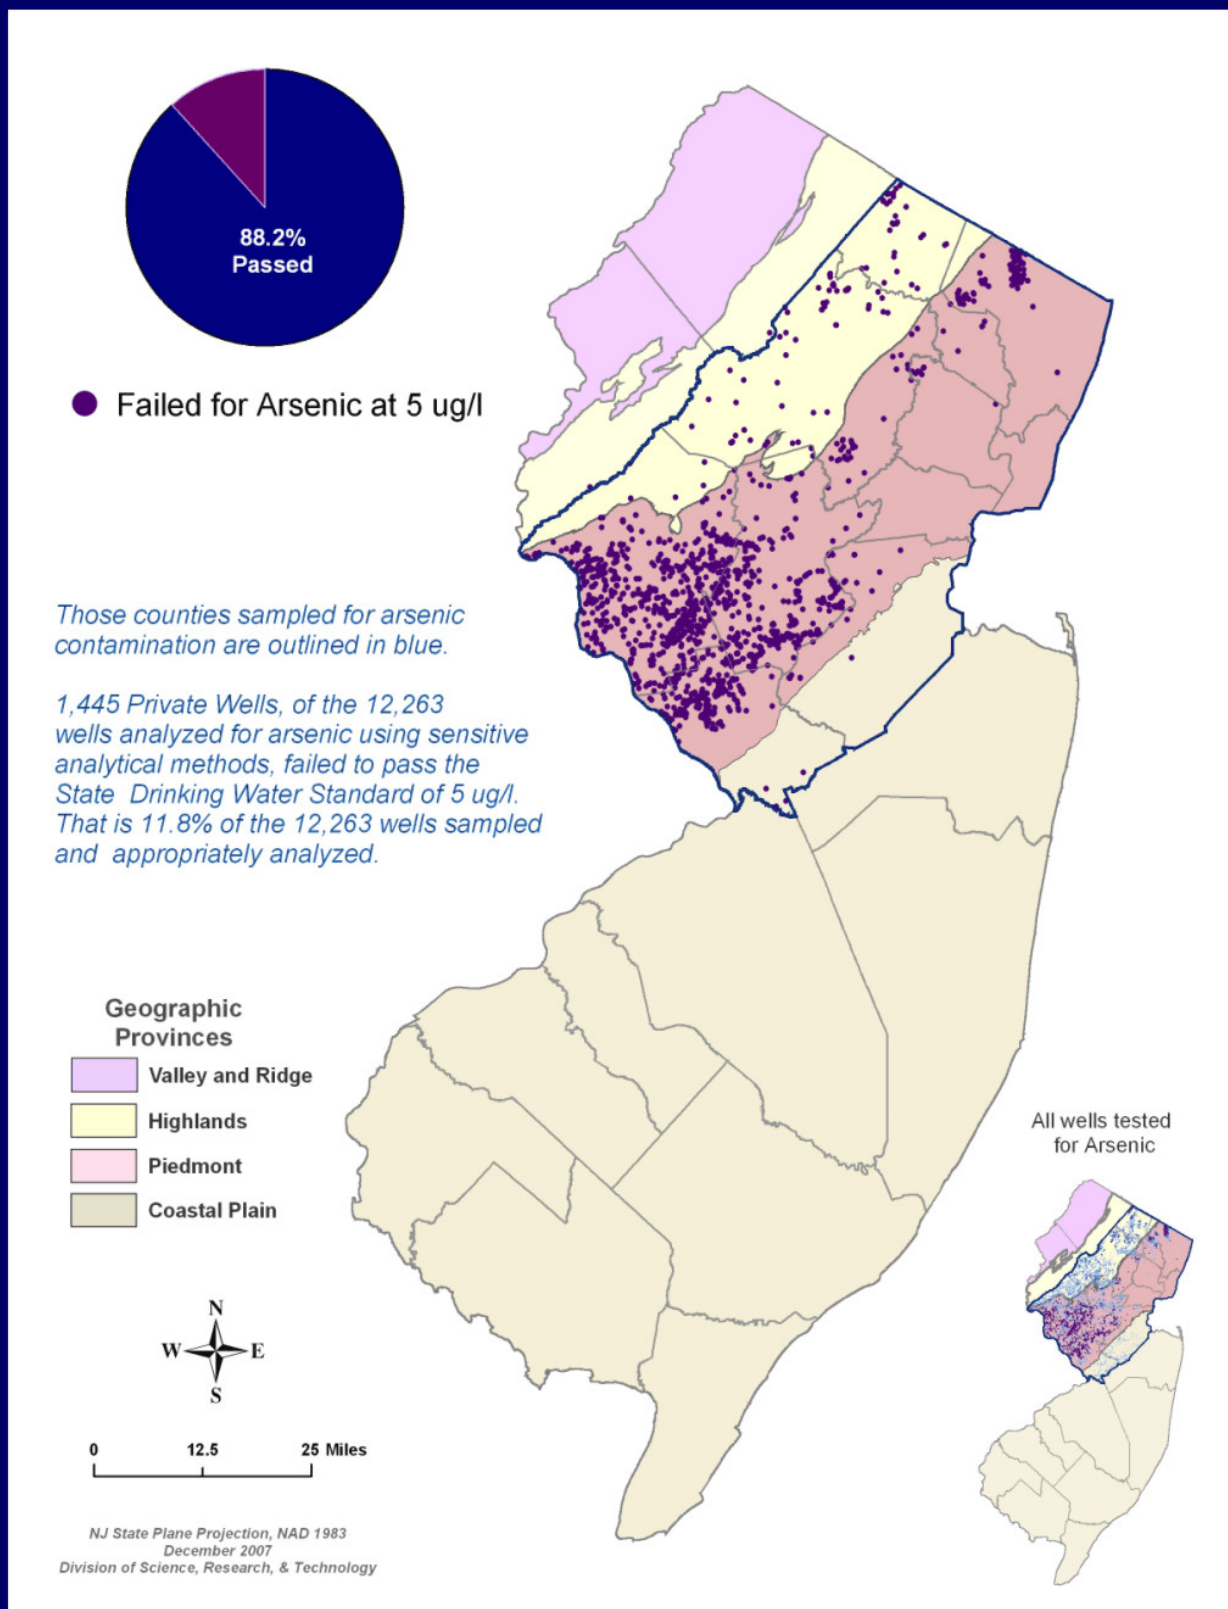 88.2%
Passed
Failed for Arsenic at 5 ug/l
Those counties sampled for arsenic
contamination are outlined in blue.
1,445 Private Wells, of the 12,263
wells analyzed for arsenic using sensitive
analytical methods, failed to pass the
State Drinking Water Standard of 5 ug/l.
That is 11.8% of the 12,263 wells sampled
and appropriately analyzed.
Geographic
Provinces
Valley and Ridge
Highlands
Piedmont
Coastal Plain
All wells tested
for Arsenic
N
W E
S
0 12.5 25 Miles
NJ State Plane Projection, NAD 1983
December 2007
Division of Science, Research, & Technology